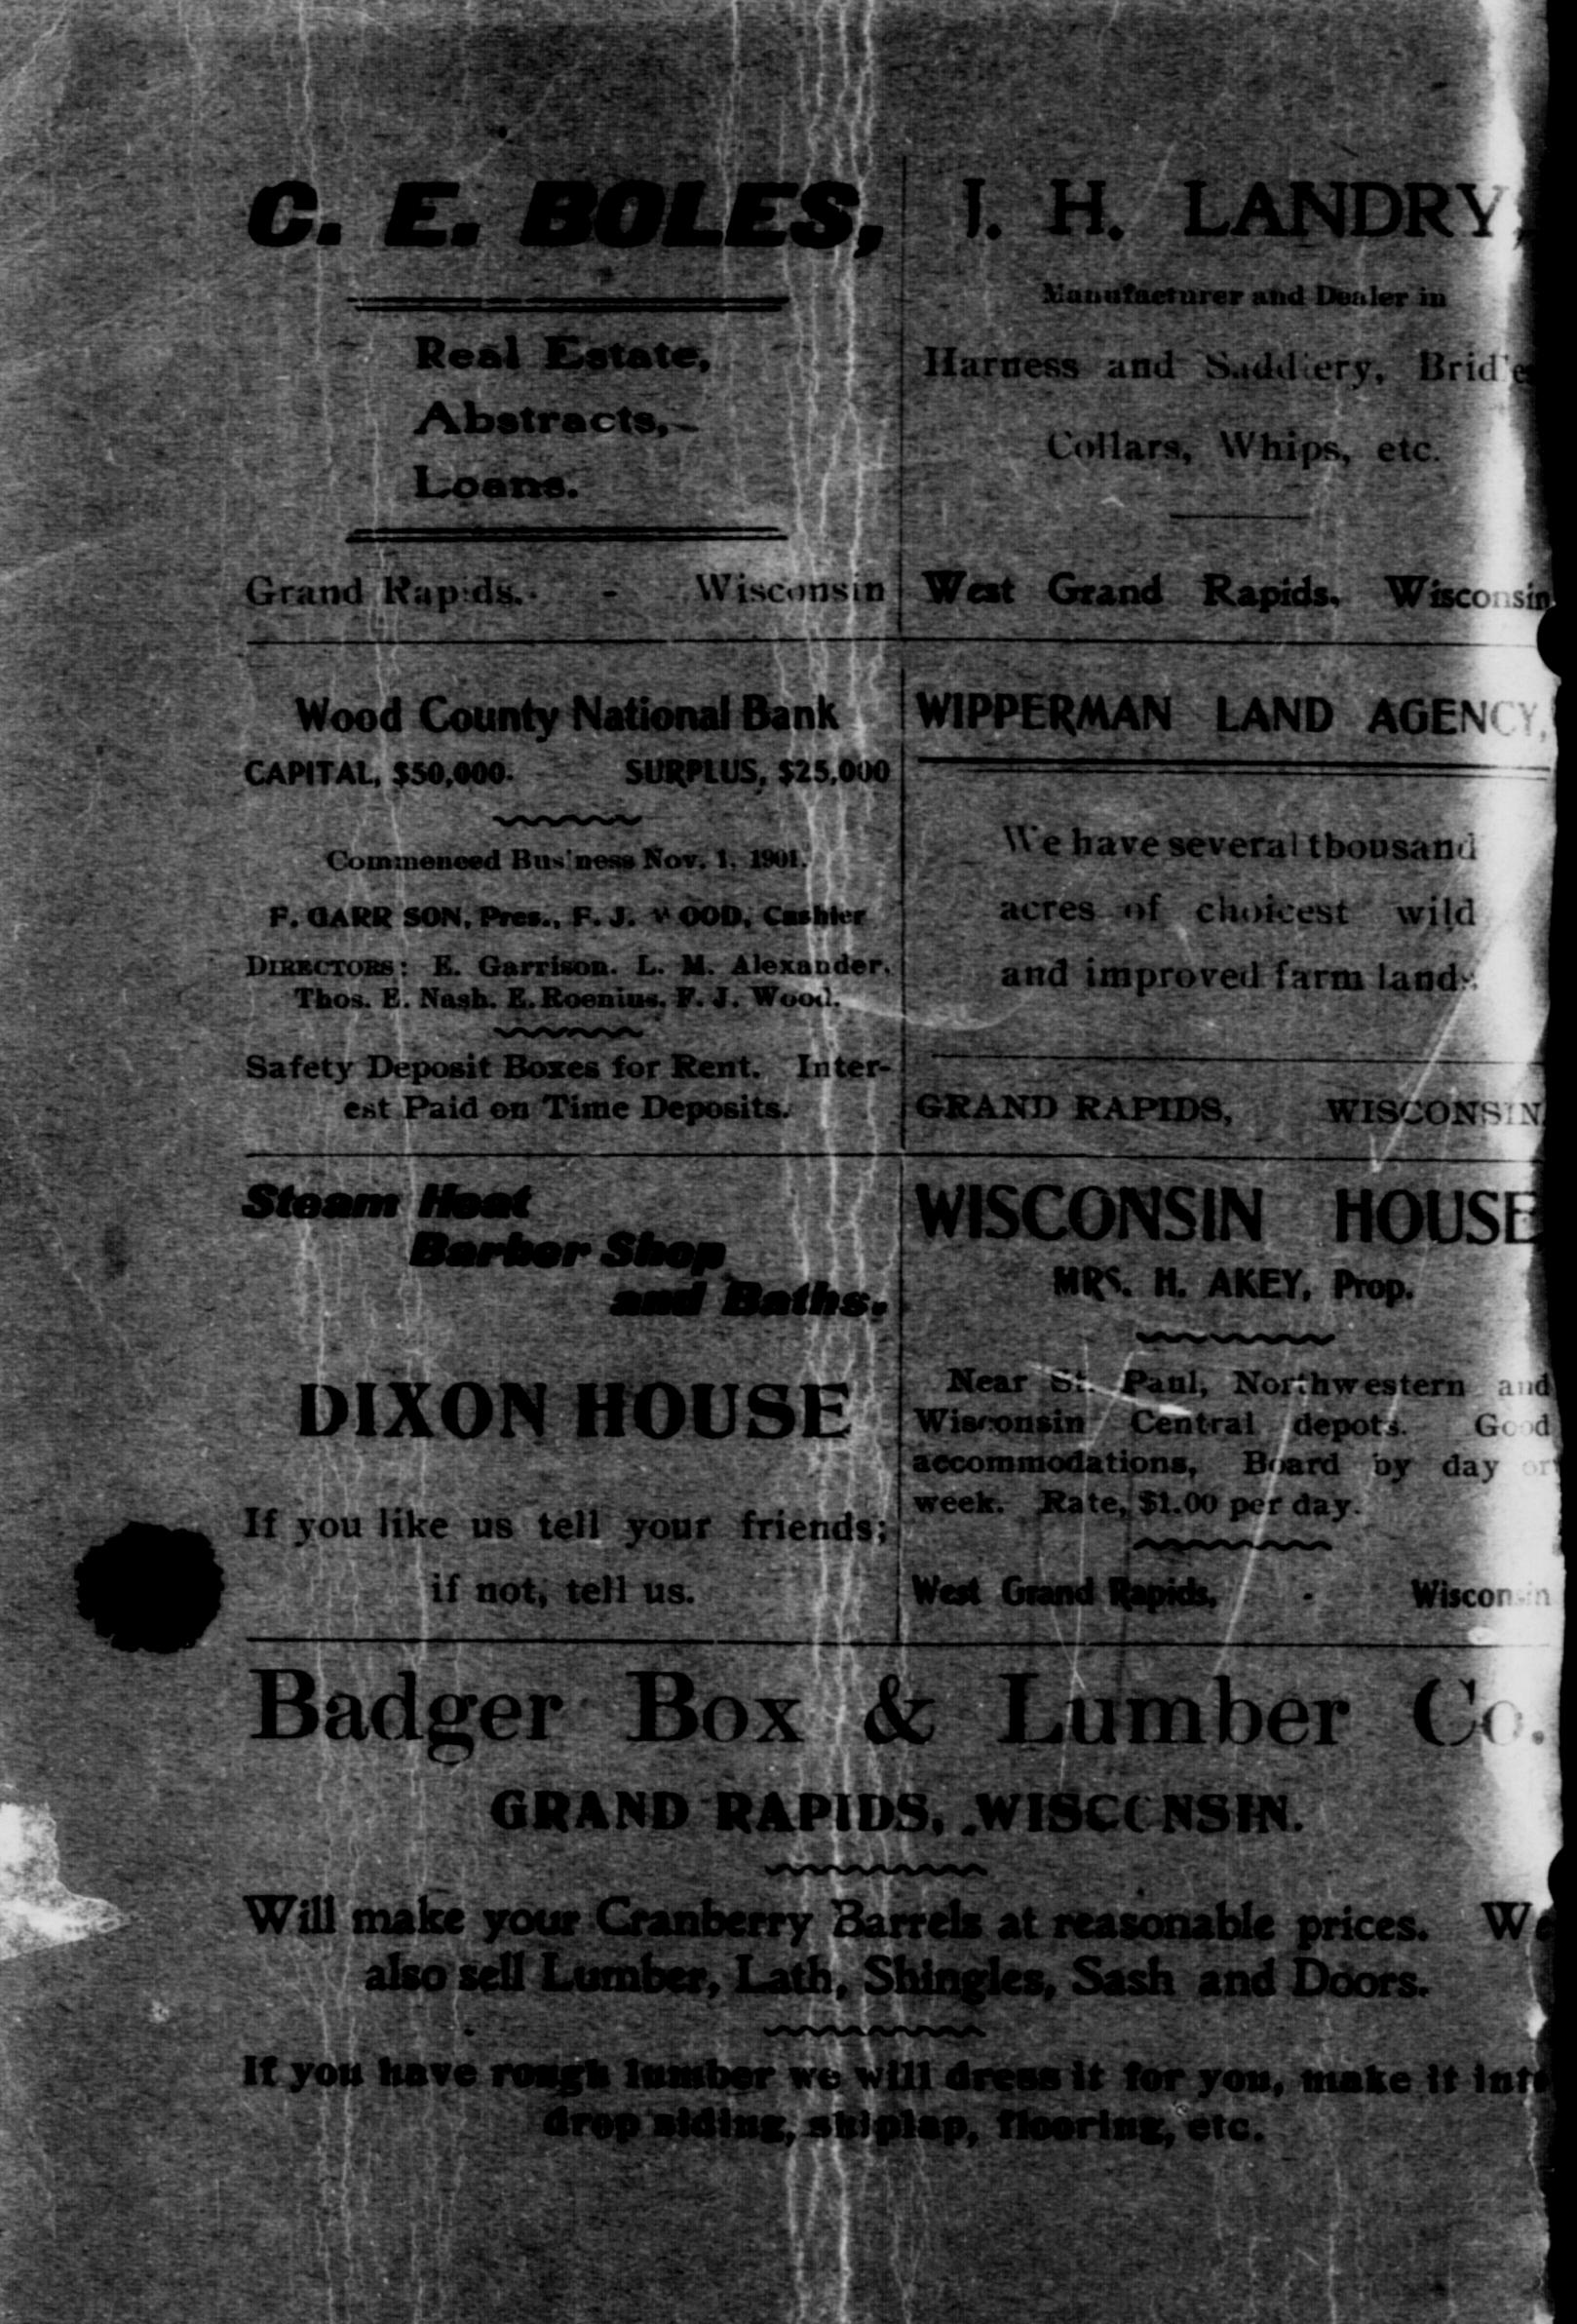 C. E. BOLES,
Real Estate,
Abstracts,
Loans.
Grand Rapids. - Wisconsin
J. H. LANDRY,
Manufacturer and Dealer in
Harness and Saddlery, Bridles
Collars, Whips, etc.
West Grand Rapids. Wisconsin
Wood County National Bank
CAPITAL, $50,000. SURPLUS, $25,000
Commenced Business Nov. 1, 1901.
F. GARR SON, Pres., F. J. WOOD, Cashier
DIRECTORS: E. Garrison. L. M. Alexander.
Thos. E. Nash. E. Roenius. F. J. Wood.
Safety Deposit Boxes for Rent. Inter-
est Paid on Time Deposits.
WIPPERMAN LAND AGENCY,
We have several thousand
acres of choicest wild
and improved farm lands
GRAND RAPIDS, WISCONSIN.
Steam Heat
Barber Shop
and Baths.
DIXON HOUSE
If you like us tell your friends;
if not, tell us.
WISCONSIN HOUSE
MRS. H. AKEY, Prop.
Near St. Paul, Northwestern and
Wisconsin Central depots. Good
accommodations, Board by day or
week. Rate, $1.00 per day.
West Grand Rapids, - Wisconsin
Badger Box & Lumber Co.
GRAND RAPIDS, WISCONSIN.
Will make your Cranberry Barrels at reasonable prices. We
also sell Lumber, Lath, Shingles, Sash and Doors.
If you have rough lumber we will dress it for you, make it into
drop siding, shiplap, flooring, etc.